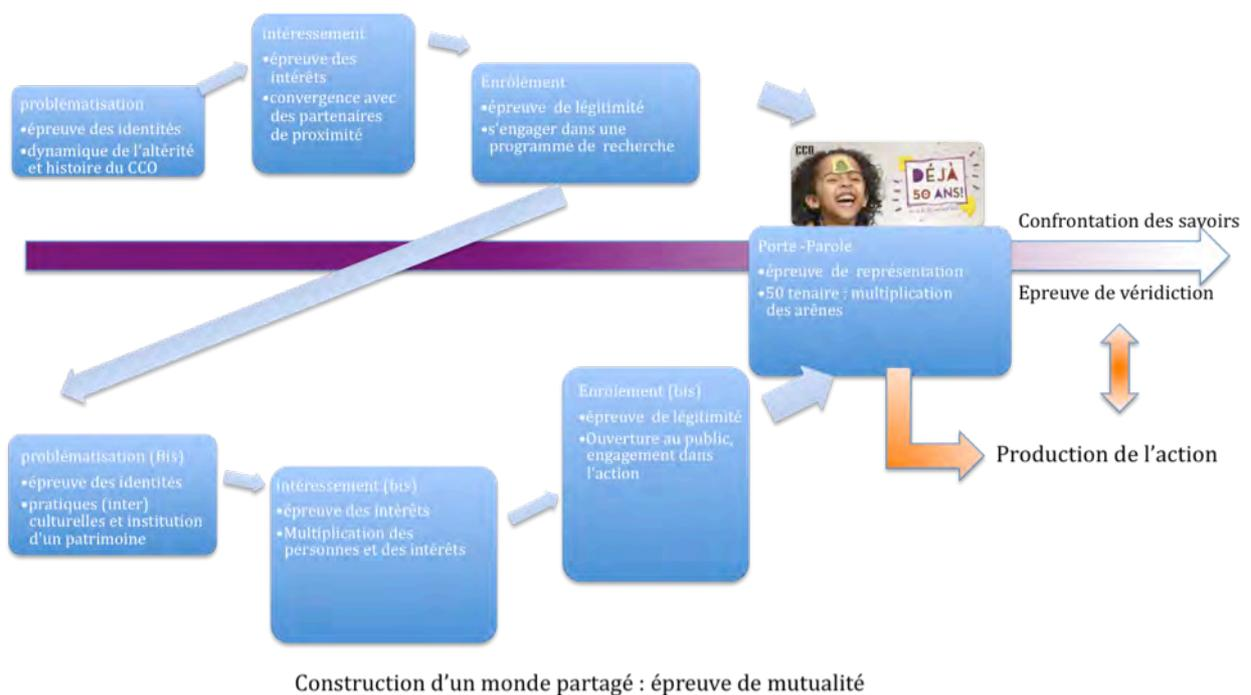 problématisation
•épreuve des identités
•dynamique de l'altérité
et histoire du CCO
intéressement
•épreuve des
intérêts
•convergence avec
des partenaires
de proximité
Enrôlement
•épreuve de légitimité
•s'engager dans une
programme de recherche
CCO
DÉJÀ
50 ANS!
Porte -Parole
•épreuve de représentation
•50 tenaire : multiplication
des arènes
Confrontation des savoirs
Epreuve de véridiction
Production de l'action
problématisation (Bis)
•épreuve des identités
•pratiques (inter)
culturelles et institution
d'un patrimoine
intéressement (bis)
•épreuve des intérêts
•Multiplication des
personnes et des intérêts
Enrôlement (bis)
•épreuve de légitimité
•Ouverture au public,
engagement dans
l'action
Construction d'un monde partagé : épreuve de mutualité